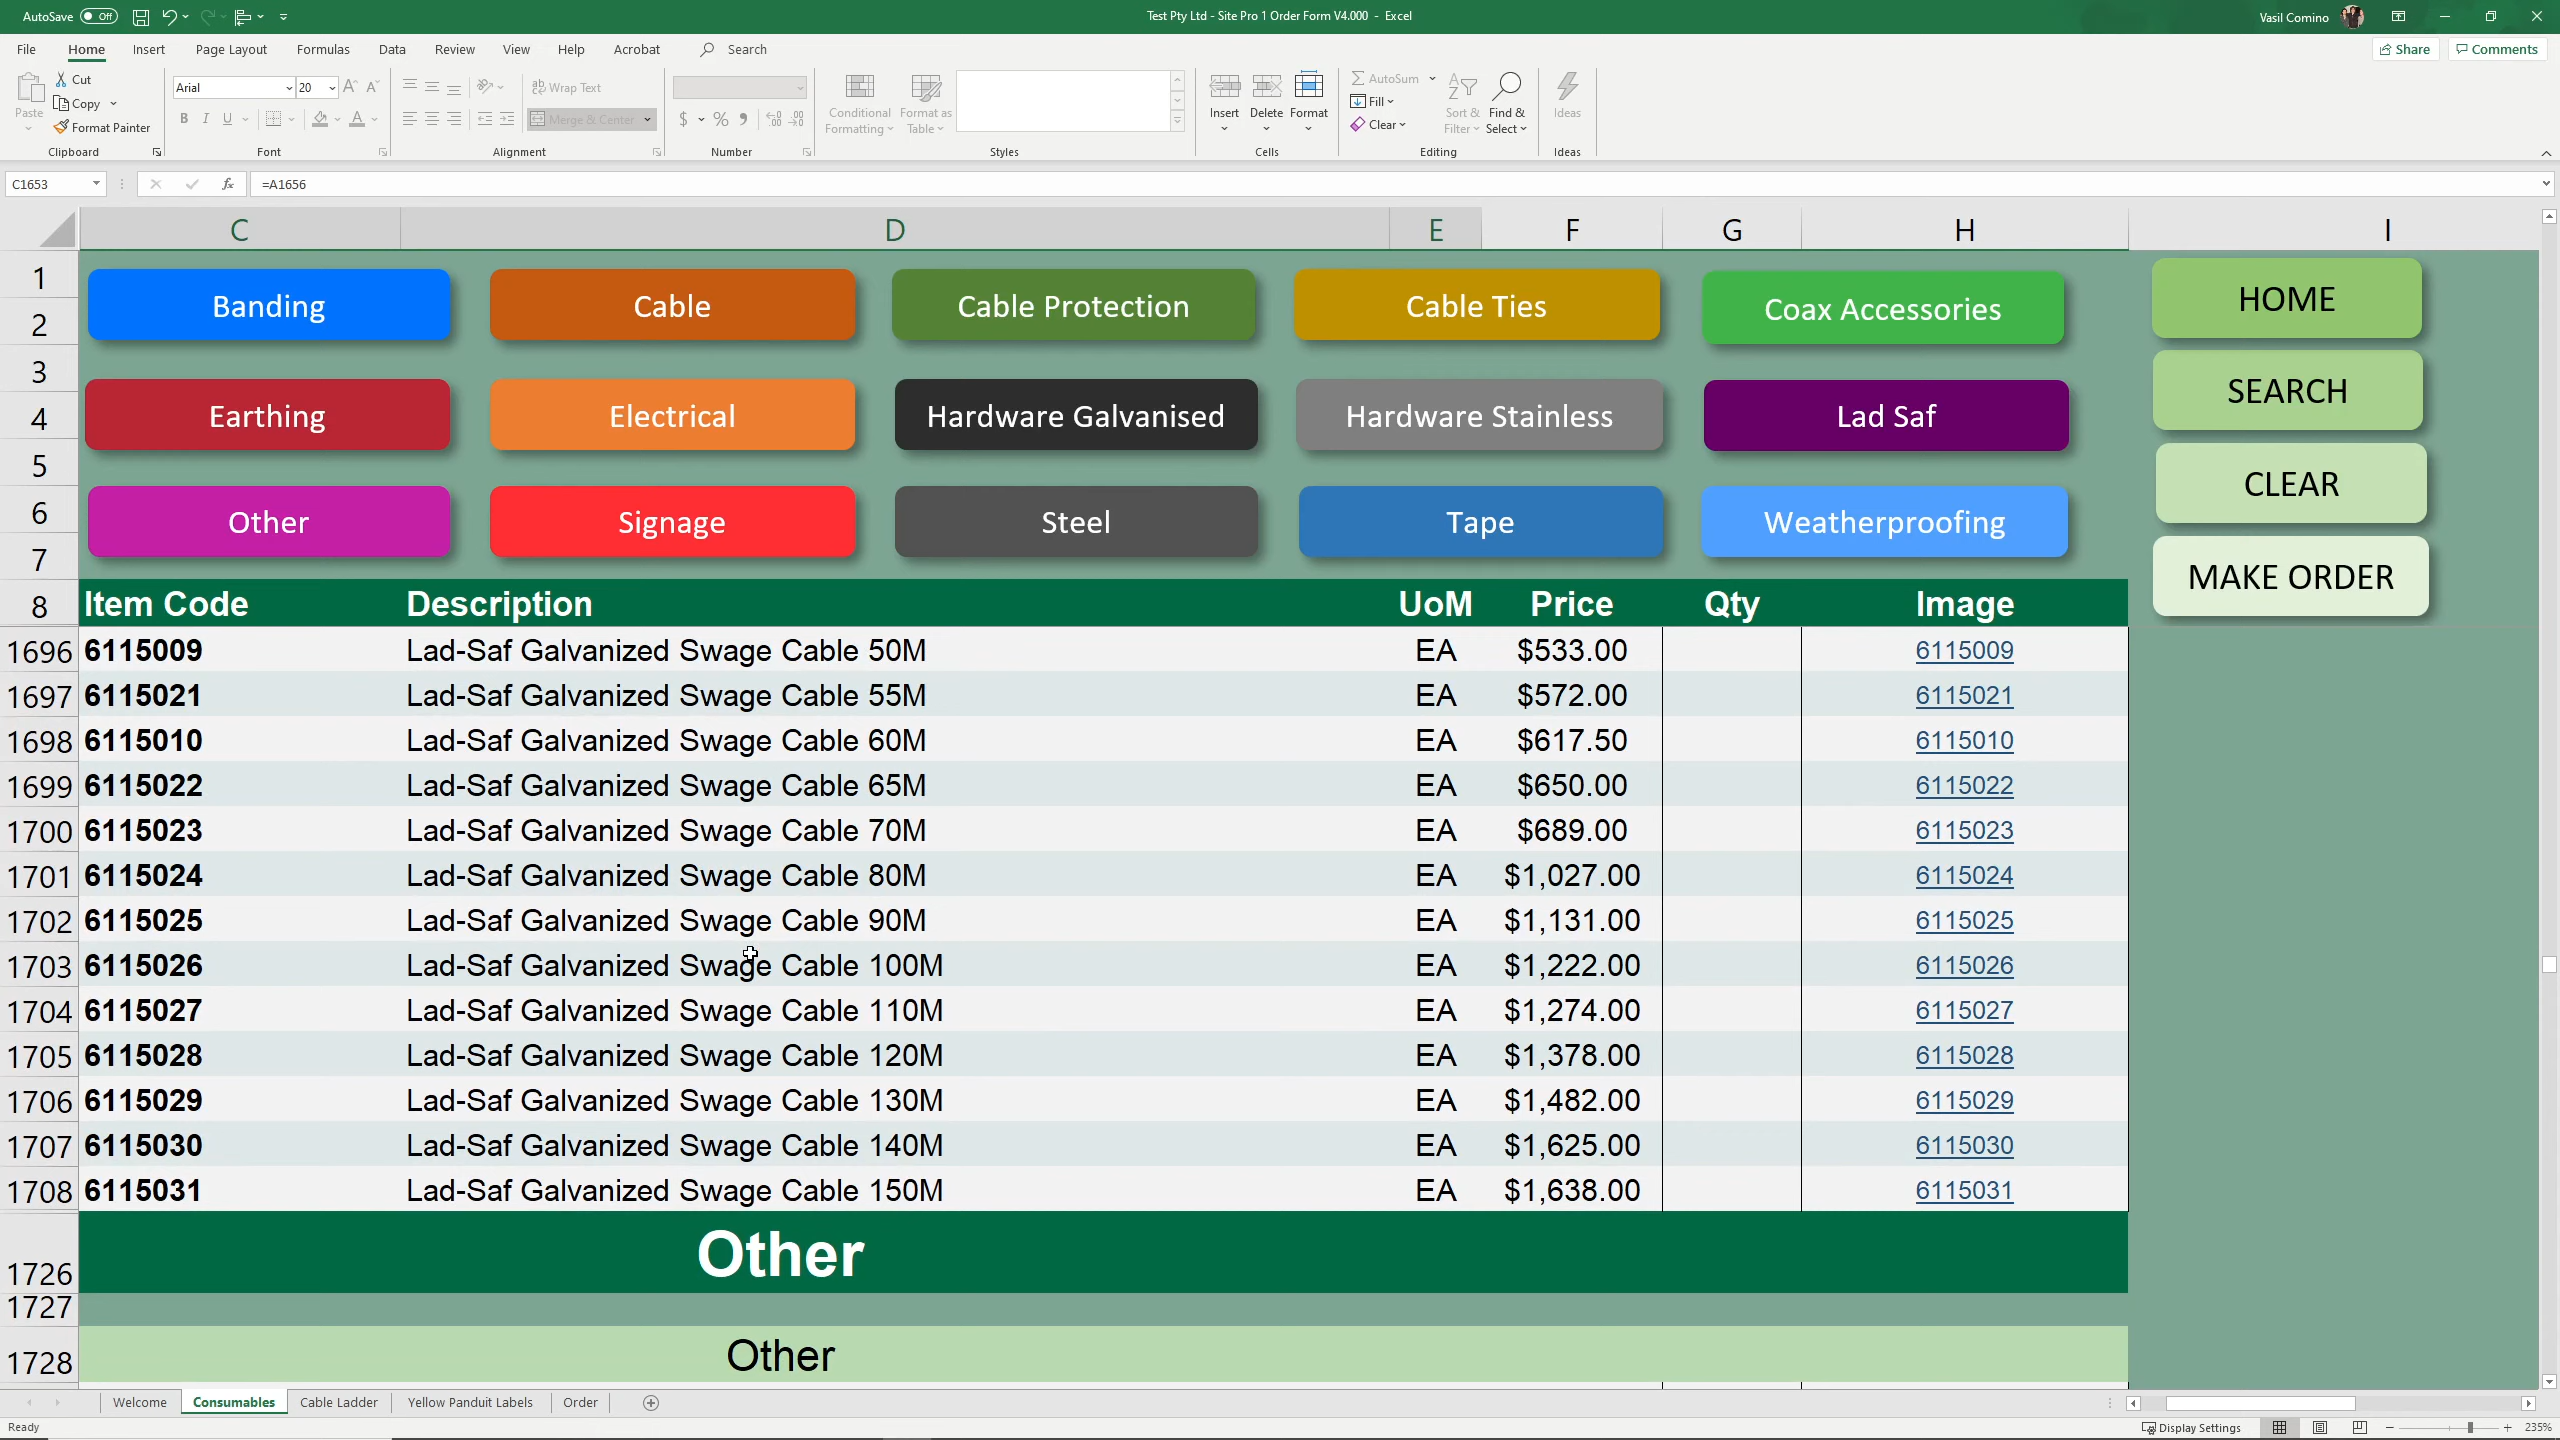 AutoSave Off
Test Pty Ltd - Site Pro 1 Order Form V4.000 - Excel
Vasil Comino
File Home Insert Page Layout Formulas Data Review View Help Acrobat Search
Share Comments
Paste
Cut
Copy
Format Painter
Clipboard
Arial 20
B I U
Font
Wrap Text
Merge & Center
Alignment
$ % 9
Number
Conditional Formatting
Format as Table
Styles
Insert Delete Format
Cells
AutoSum
Fill
Clear
Sort & Filter
Find & Select
Editing
Ideas
Ideas
C1653 fx =A1656
C D E F G H I
1 Banding Cable Cable Protection Cable Ties Coax Accessories HOME
2
3 SEARCH
4 Earthing Electrical Hardware Galvanised Hardware Stainless Lad Saf
5 CLEAR
6 Other Signage Steel Tape Weatherproofing
7 MAKE ORDER
8 Item Code Description UoM Price Qty Image
1696 6115009 Lad-Saf Galvanized Swage Cable 50M EA $533.00 6115009
1697 6115021 Lad-Saf Galvanized Swage Cable 55M EA $572.00 6115021
1698 6115010 Lad-Saf Galvanized Swage Cable 60M EA $617.50 6115010
1699 6115022 Lad-Saf Galvanized Swage Cable 65M EA $650.00 6115022
1700 6115023 Lad-Saf Galvanized Swage Cable 70M EA $689.00 6115023
1701 6115024 Lad-Saf Galvanized Swage Cable 80M EA $1,027.00 6115024
1702 6115025 Lad-Saf Galvanized Swage Cable 90M EA $1,131.00 6115025
1703 6115026 Lad-Saf Galvanized Swage Cable 100M EA $1,222.00 6115026
1704 6115027 Lad-Saf Galvanized Swage Cable 110M EA $1,274.00 6115027
1705 6115028 Lad-Saf Galvanized Swage Cable 120M EA $1,378.00 6115028
1706 6115029 Lad-Saf Galvanized Swage Cable 130M EA $1,482.00 6115029
1707 6115030 Lad-Saf Galvanized Swage Cable 140M EA $1,625.00 6115030
1708 6115031 Lad-Saf Galvanized Swage Cable 150M EA $1,638.00 6115031
1726 Other
1727
1728 Other
Welcome Consumables Cable Ladder Yellow Panduit Labels Order
Ready Display Settings 235%